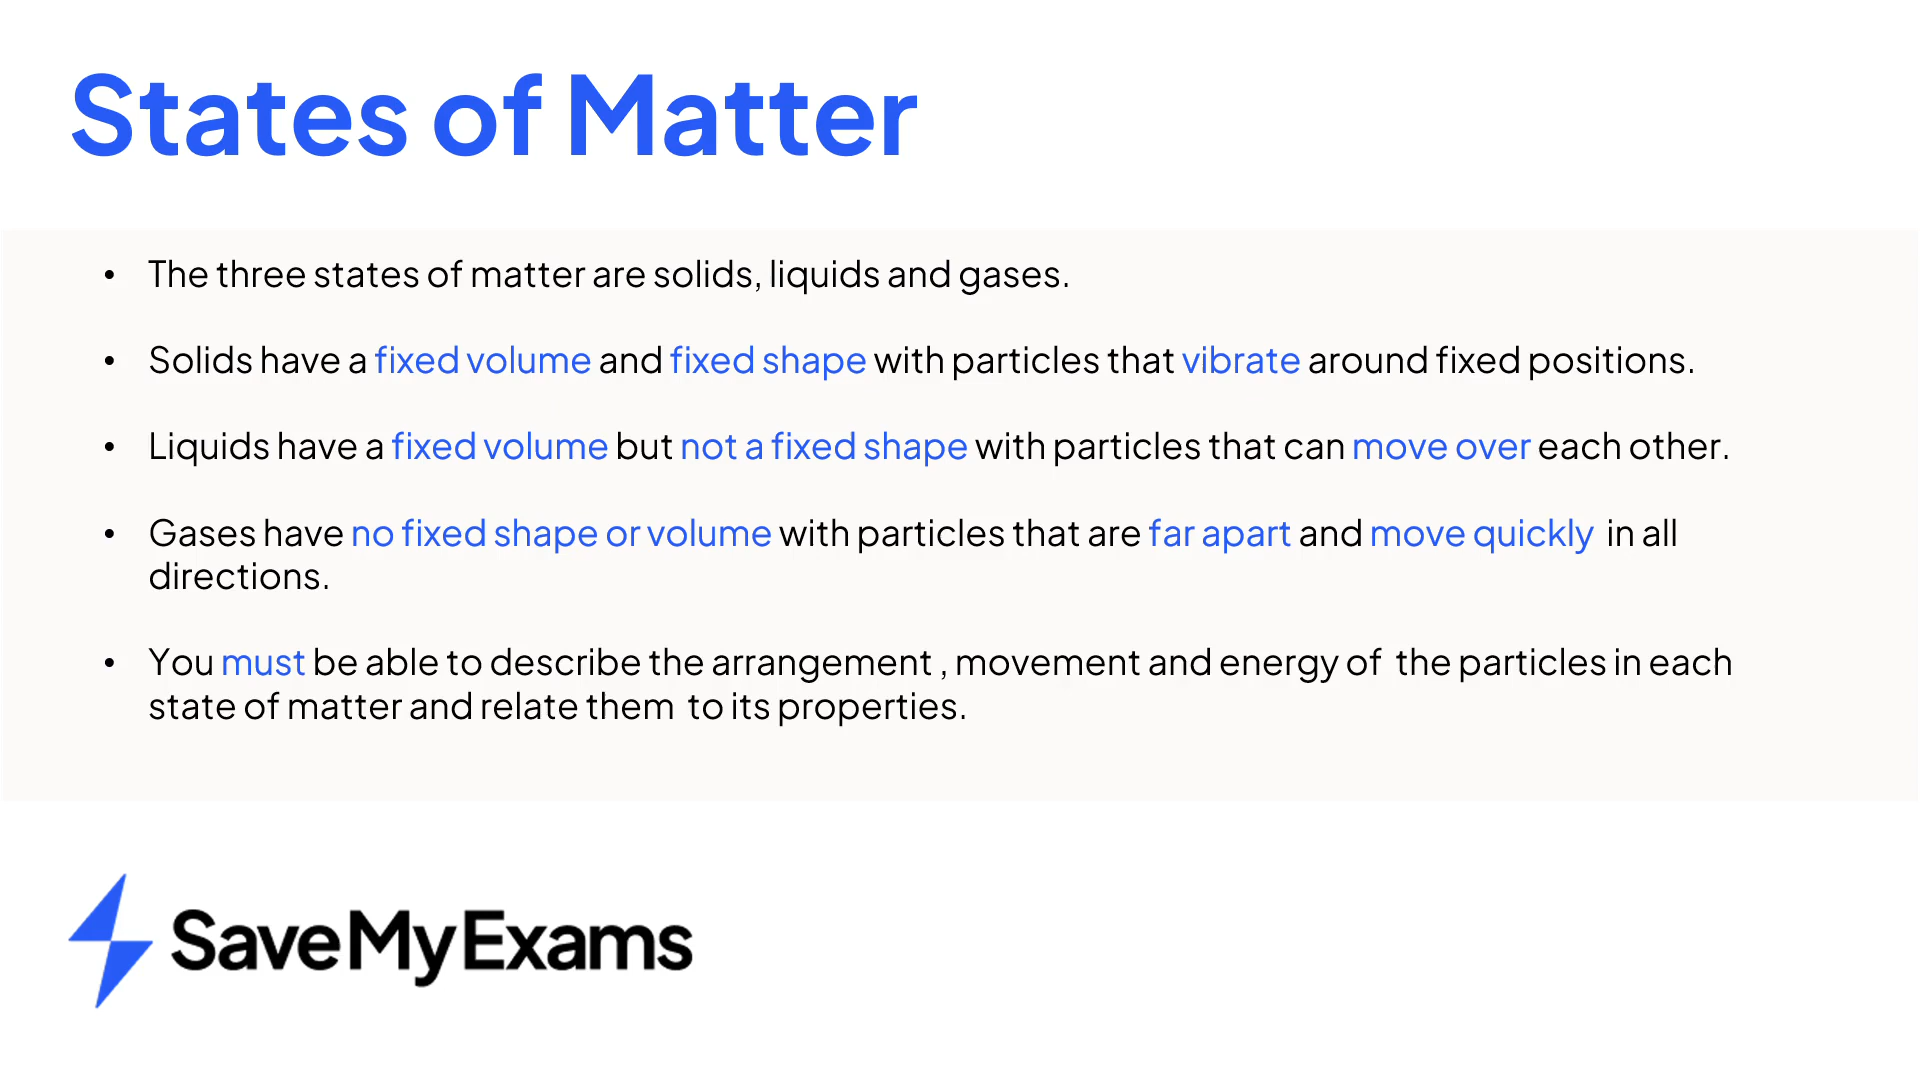 States of Matter
• The three states of matter are solids, liquids and gases.
• Solids have a fixed volume and fixed shape with particles that vibrate around fixed positions.
• Liquids have a fixed volume but not a fixed shape with particles that can move over each other.
• Gases have no fixed shape or volume with particles that are far apart and move quickly in all
directions.
• You must be able to describe the arrangement , movement and energy of the particles in each
state of matter and relate them to its properties.
SaveMyExams